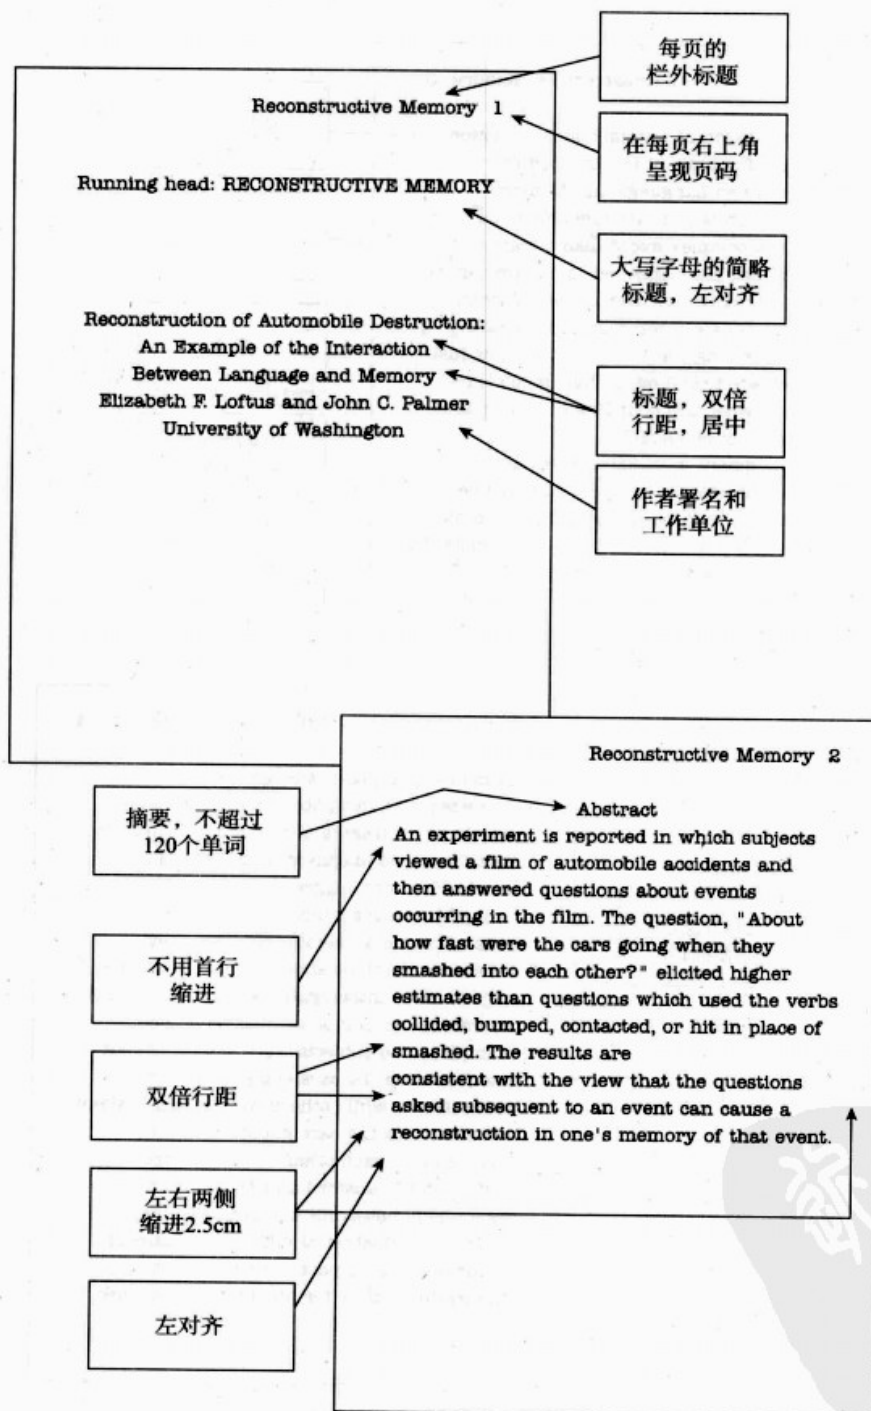 每页的
栏外标题
Reconstructive Memory 1
在每页右上角
呈现页码
Running head: RECONSTRUCTIVE MEMORY
大写字母的简略
标题，左对齐
Reconstruction of Automobile Destruction:
An Example of the Interaction
Between Language and Memory
Elizabeth F. Loftus and John C. Palmer
University of Washington
标题，双倍
行距，居中
作者署名和
工作单位
Reconstructive Memory 2
摘要，不超过
120个单词
Abstract
An experiment is reported in which subjects
viewed a film of automobile accidents and
then answered questions about events
occurring in the film. The question, "About
how fast were the cars going when they
smashed into each other?" elicited higher
estimates than questions which used the verbs
collided, bumped, contacted, or hit in place of
smashed. The results are
consistent with the view that the questions
asked subsequent to an event can cause a
reconstruction in one's memory of that event.
不用首行
缩进
双倍行距
左右两侧
缩进2.5cm
左对齐